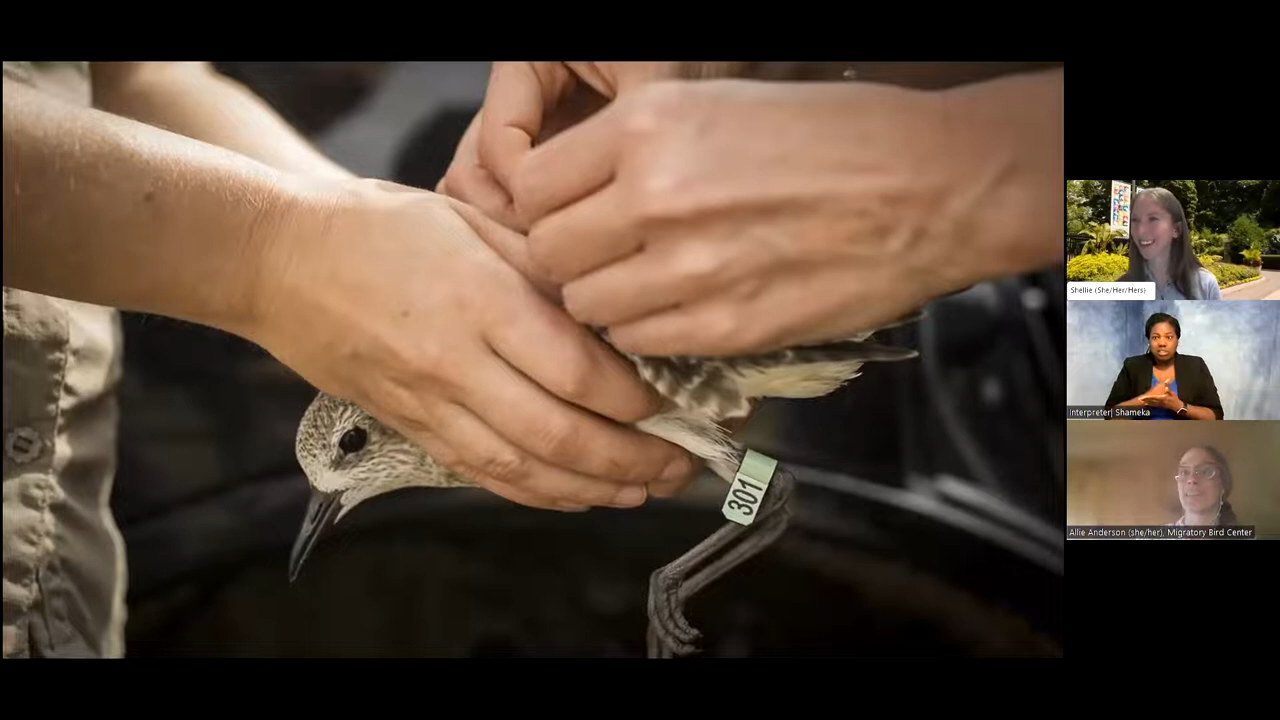 301
Shellie (She/Her/Hers)
Interpreter| Shameka
Allie Anderson (she/her), Migratory Bird Center